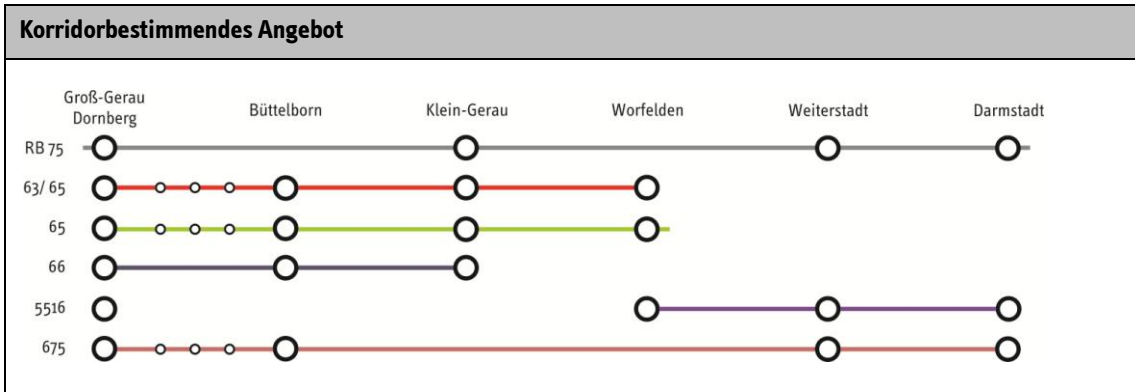 Korridorbestimmendes Angebot
Groß-Gerau
Dornberg
Büttelborn
Klein-Gerau
Worfelden
Weiterstadt
Darmstadt
RB 75
63/ 65
65
66
5516
675